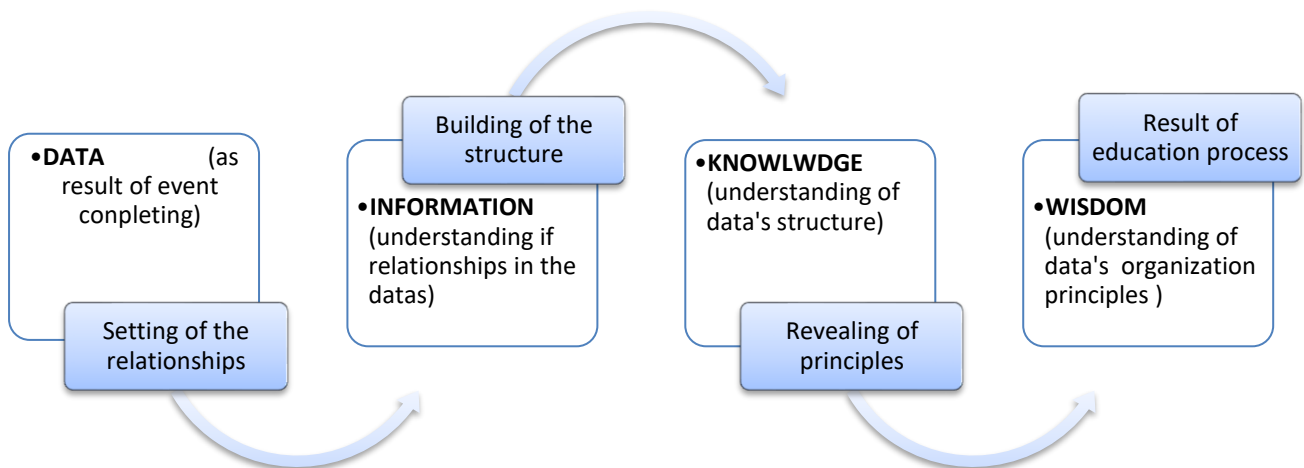 •DATA (as
result of event
conpleting)
Setting of the
relationships
Building of the
structure
•INFORMATION
(understanding if
relationships in the
datas)
•KNOWLWDGE
(understanding of
data's structure)
Revealing of
principles
Result of
education process
•WISDOM
(understanding of
data's organization
principles )